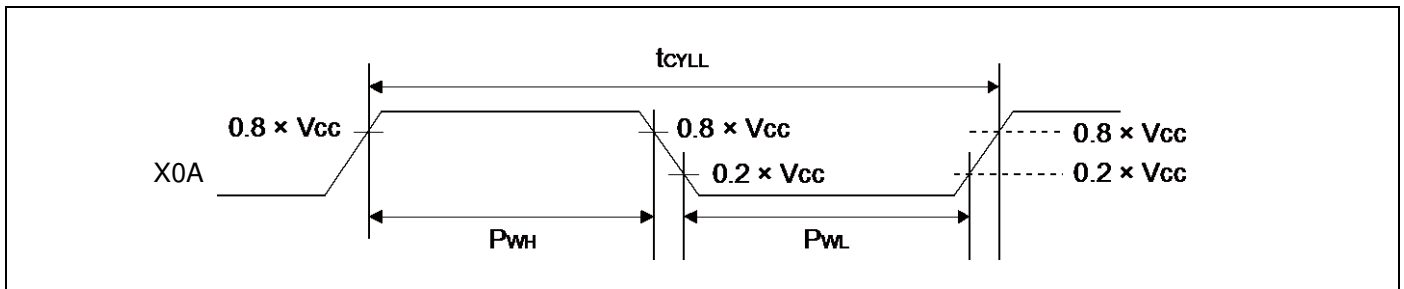 tCYLL
0.8 × Vcc
0.8 × Vcc
0.8 × Vcc
X0A
0.2 × Vcc
0.2 × Vcc
PWH
PWL